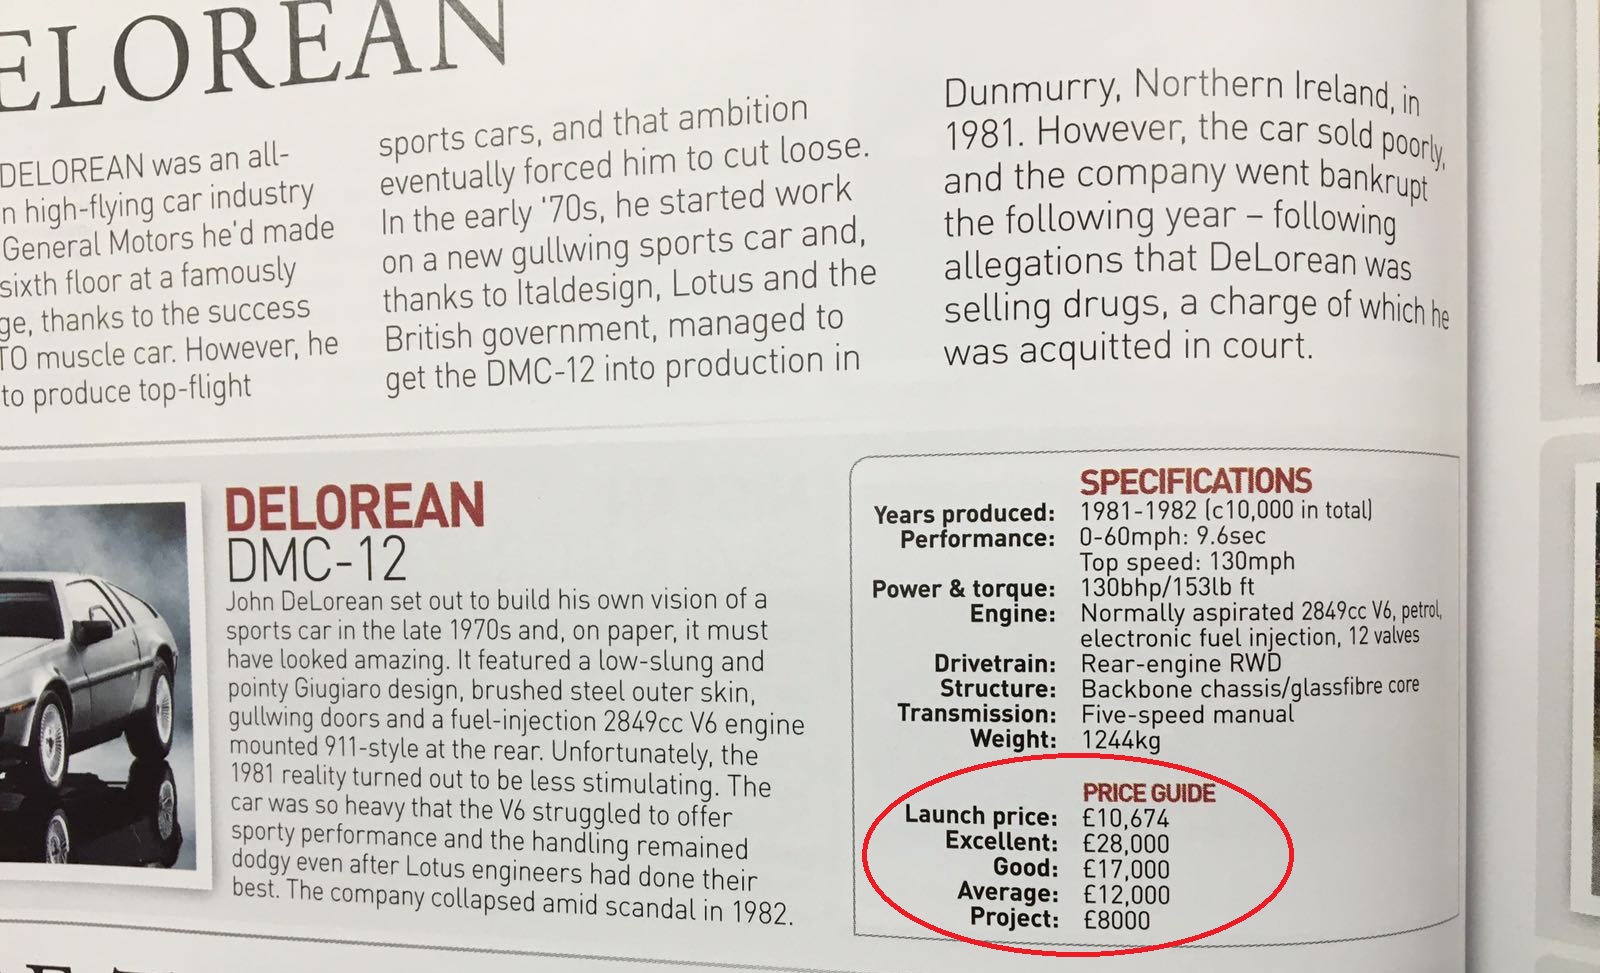 ELOREAN
DELOREAN was an all-
n high-flying car industry
General Motors he'd made
sixth floor at a famously
ge, thanks to the success
TO muscle car. However, he
to produce top-flight
sports cars, and that ambition
eventually forced him to cut loose.
In the early '70s, he started work
on a new gullwing sports car and,
thanks to Italdesign, Lotus and the
British government, managed to
get the DMC-12 into production in
Dunmurry, Northern Ireland, in
1981. However, the car sold poorly,
and the company went bankrupt
the following year – following
allegations that DeLorean was
selling drugs, a charge of which he
was acquitted in court.
DELOREAN
DMC-12
John DeLorean set out to build his own vision of a
sports car in the late 1970s and, on paper, it must
have looked amazing. It featured a low-slung and
pointy Giugiaro design, brushed steel outer skin,
gullwing doors and a fuel-injection 2849cc V6 engine
mounted 911-style at the rear. Unfortunately, the
1981 reality turned out to be less stimulating. The
car was so heavy that the V6 struggled to offer
sporty performance and the handling remained
dodgy even after Lotus engineers had done their
best. The company collapsed amid scandal in 1982.
SPECIFICATIONS
Years produced: 1981-1982 (c10,000 in total)
Performance: 0-60mph: 9.6sec
Top speed: 130mph
Power & torque: 130bhp/153lb ft
Engine: Normally aspirated 2849cc V6, petrol,
electronic fuel injection, 12 valves
Drivetrain: Rear-engine RWD
Structure: Backbone chassis/glassfibre core
Transmission: Five-speed manual
Weight: 1244kg
PRICE GUIDE
Launch price: £10,674
Excellent: £28,000
Good: £17,000
Average: £12,000
Project: £8000